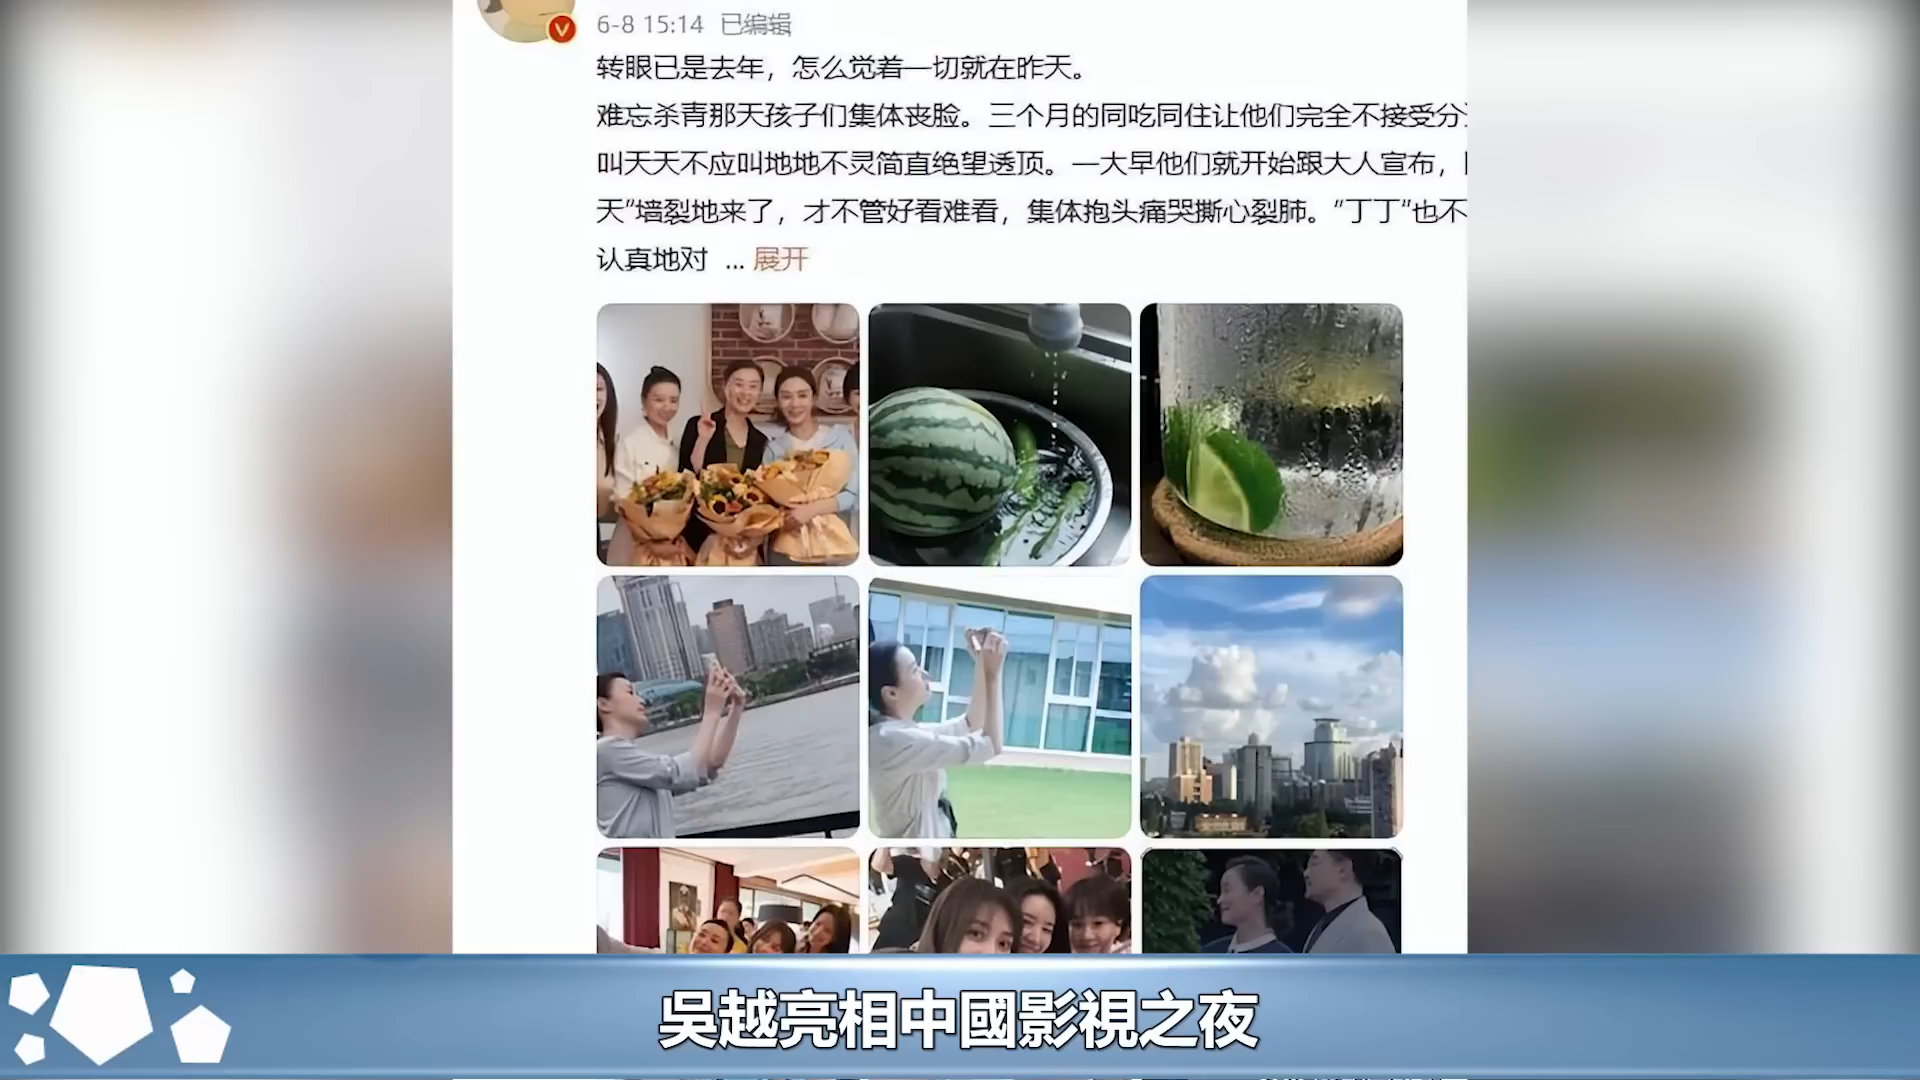 6-8 15:14 已编辑
转眼已是去年，怎么觉着一切就在昨天。
难忘杀青那天孩子们集体丧脸。三个月的同吃同住让他们完全不接受分
叫天天不应叫地地不灵简直绝望透顶。一大早他们就开始跟大人宣布，
天“墙裂地来了，才不管好看难看，集体抱头痛哭撕心裂肺。“丁丁”也不
认真地对 ... 展开
吳越亮相中國影視之夜